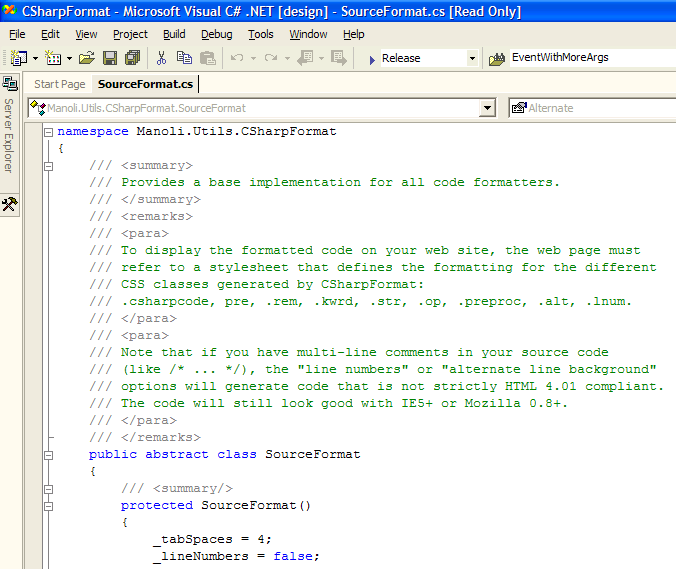 CSharpFormat - Microsoft Visual C# .NET [design] - SourceFormat.cs [Read Only]
File Edit View Project Build Debug Tools Window Help
Release EventWithMoreArgs
Start Page SourceFormat.cs
Server Explorer
Manoli.Utils.CSharpFormat.SourceFormat Alternate
namespace Manoli.Utils.CSharpFormat
{
/// <summary>
/// Provides a base implementation for all code formatters.
/// </summary>
/// <remarks>
/// <para>
/// To display the formatted code on your web site, the web page must
/// refer to a stylesheet that defines the formatting for the different
/// CSS classes generated by CSharpFormat:
/// .csharpcode, pre, .rem, .kwrd, .str, .op, .preproc, .alt, .lnum.
/// </para>
/// <para>
/// Note that if you have multi-line comments in your source code
/// (like /* ... */), the "line numbers" or "alternate line background"
/// options will generate code that is not strictly HTML 4.01 compliant.
/// The code will still look good with IE5+ or Mozilla 0.8+.
/// </para>
/// </remarks>
public abstract class SourceFormat
{
/// <summary/>
protected SourceFormat()
{
_tabSpaces = 4;
_lineNumbers = false;